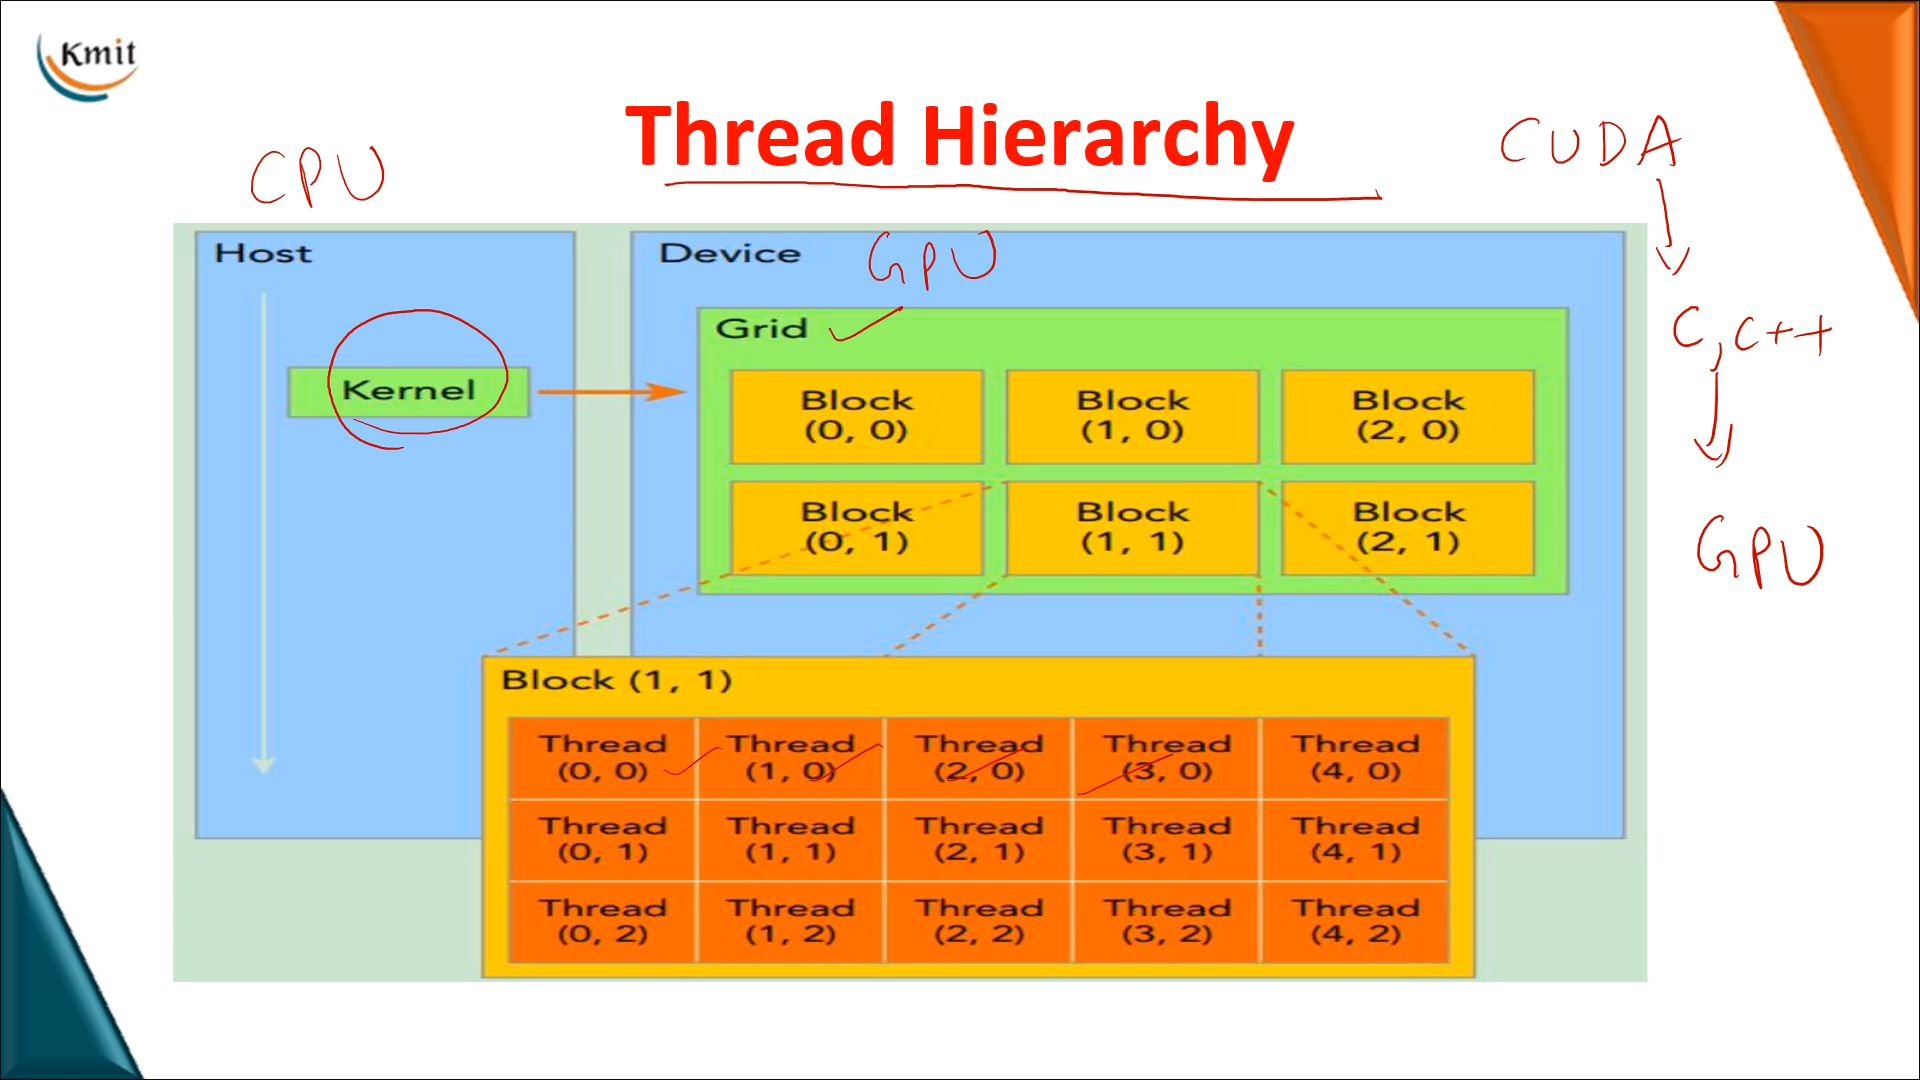 Kmit
Thread Hierarchy
CUDA
CPU
Host
Device
GPU
Grid
C, C++
Kernel
Block
(0, 0)
Block
(1, 0)
Block
(2, 0)
Block
(0, 1)
Block
(1, 1)
Block
(2, 1)
GPU
Block (1, 1)
Thread
(0, 0)
Thread
(1, 0)
Thread
(2, 0)
Thread
(3, 0)
Thread
(4, 0)
Thread
(0, 1)
Thread
(1, 1)
Thread
(2, 1)
Thread
(3, 1)
Thread
(4, 1)
Thread
(0, 2)
Thread
(1, 2)
Thread
(2, 2)
Thread
(3, 2)
Thread
(4, 2)